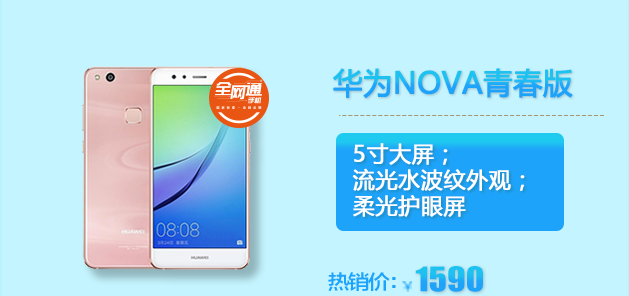 华为NOVA青春版
全网通
手机
5寸大屏；
流光水波纹外观；
柔光护眼屏
08:08
HUAWEI
HUAWEI
热销价：¥1590